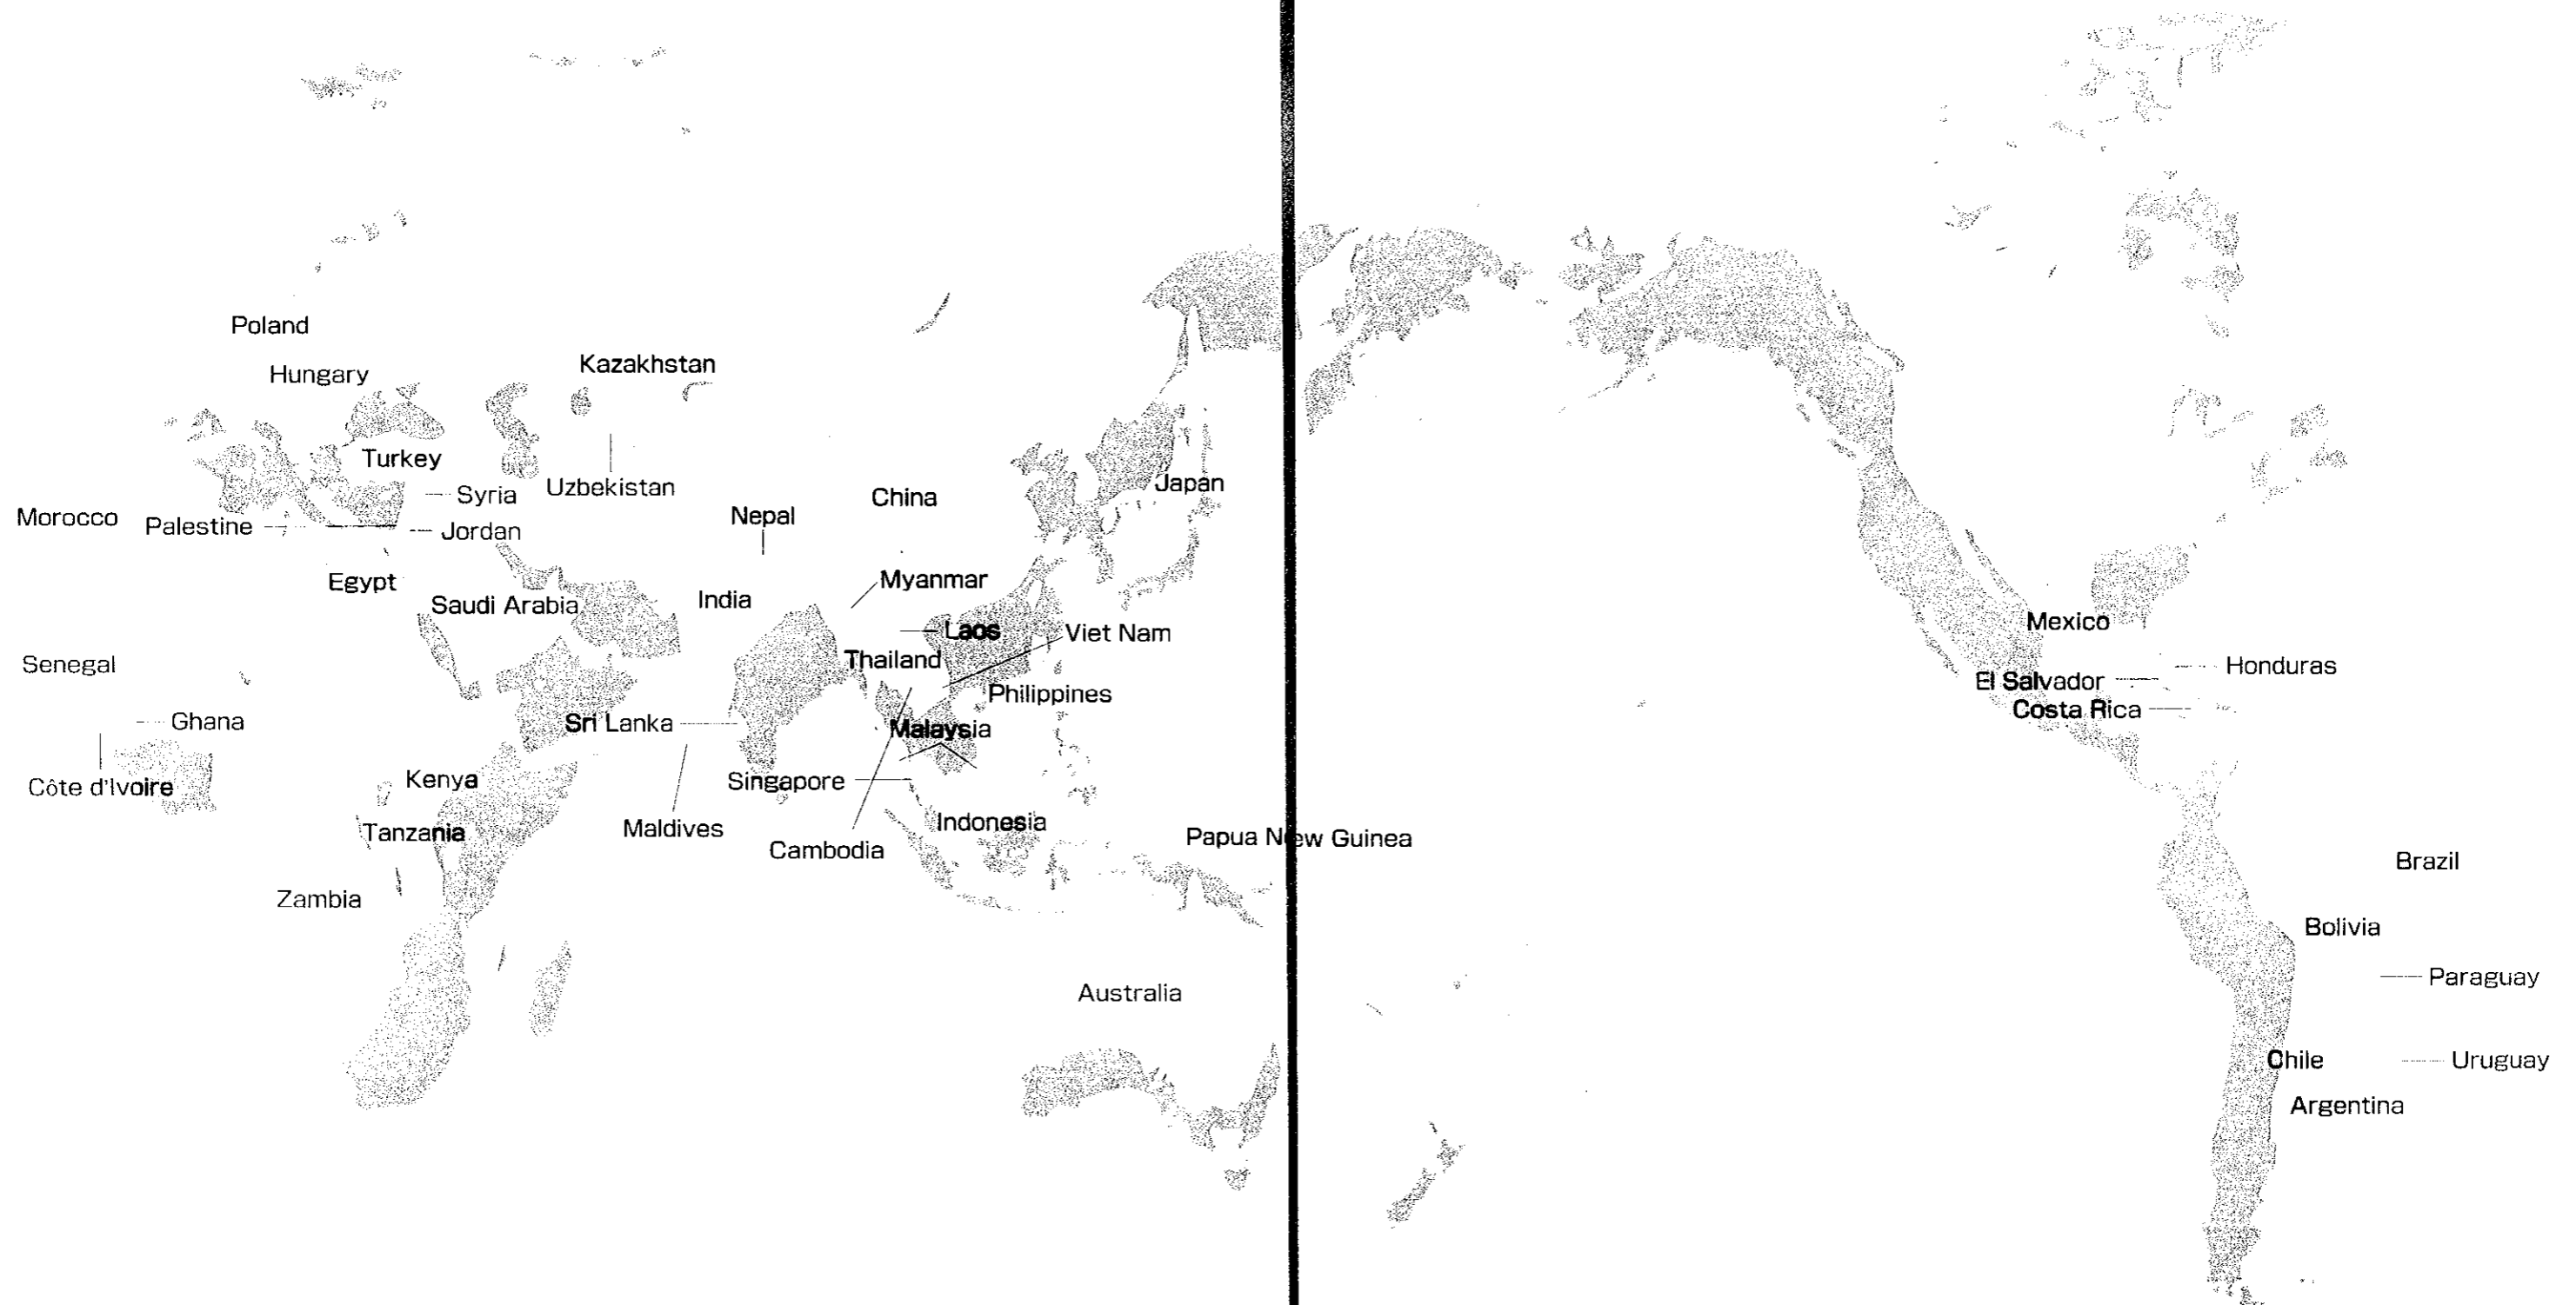 Poland
Hungary
Kazakhstan
Turkey
Syria
Uzbekistan
Japan
China
Morocco
Palestine
Jordan
Nepal
Egypt
Saudi Arabia
India
Myanmar
Mexico
Laos
Viet Nam
Senegal
Thailand
Honduras
El Salvador
Philippines
Costa Rica
Ghana
Sri Lanka
Malaysia
Côte d'Ivoire
Kenya
Singapore
Tanzania
Maldives
Indonesia
Papua New Guinea
Cambodia
Brazil
Zambia
Bolivia
Paraguay
Australia
Chile
Uruguay
Argentina